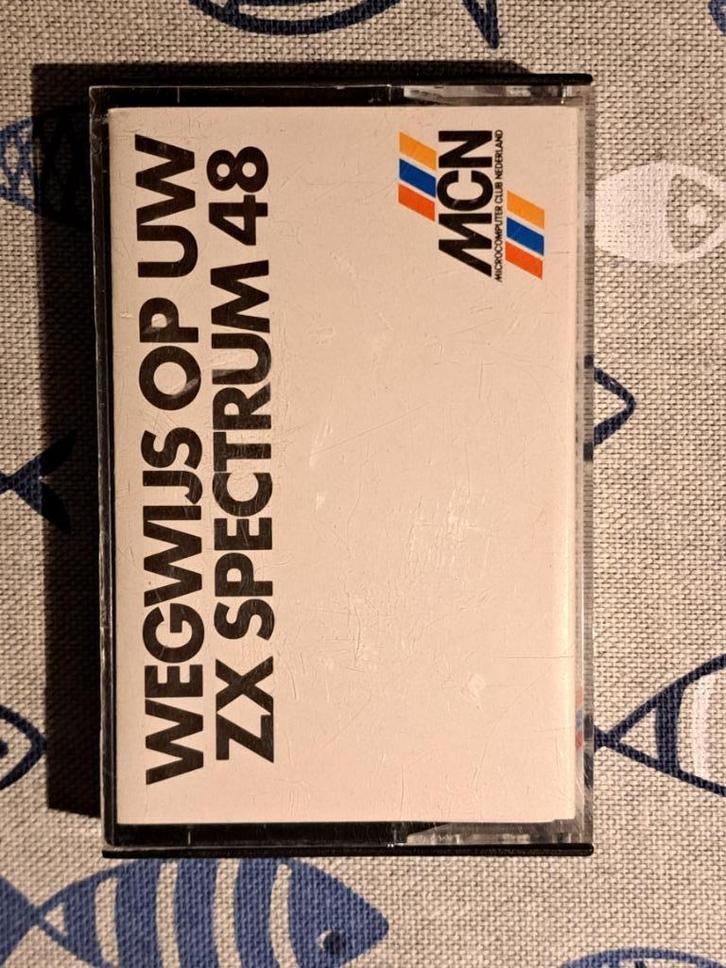 WEGWIJS OP UW
ZX SPECTRUM 48
MCN
MICROCOMPUTER CLUB NEDERLAND